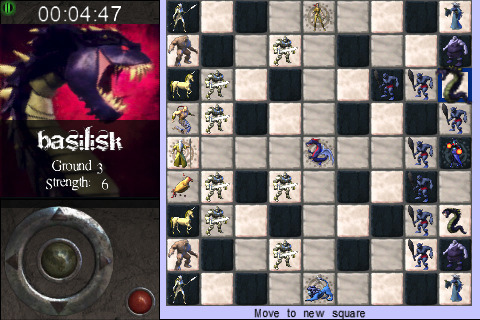 00:04:47
basilisk
Ground 3
Strength: 6
Move to new square